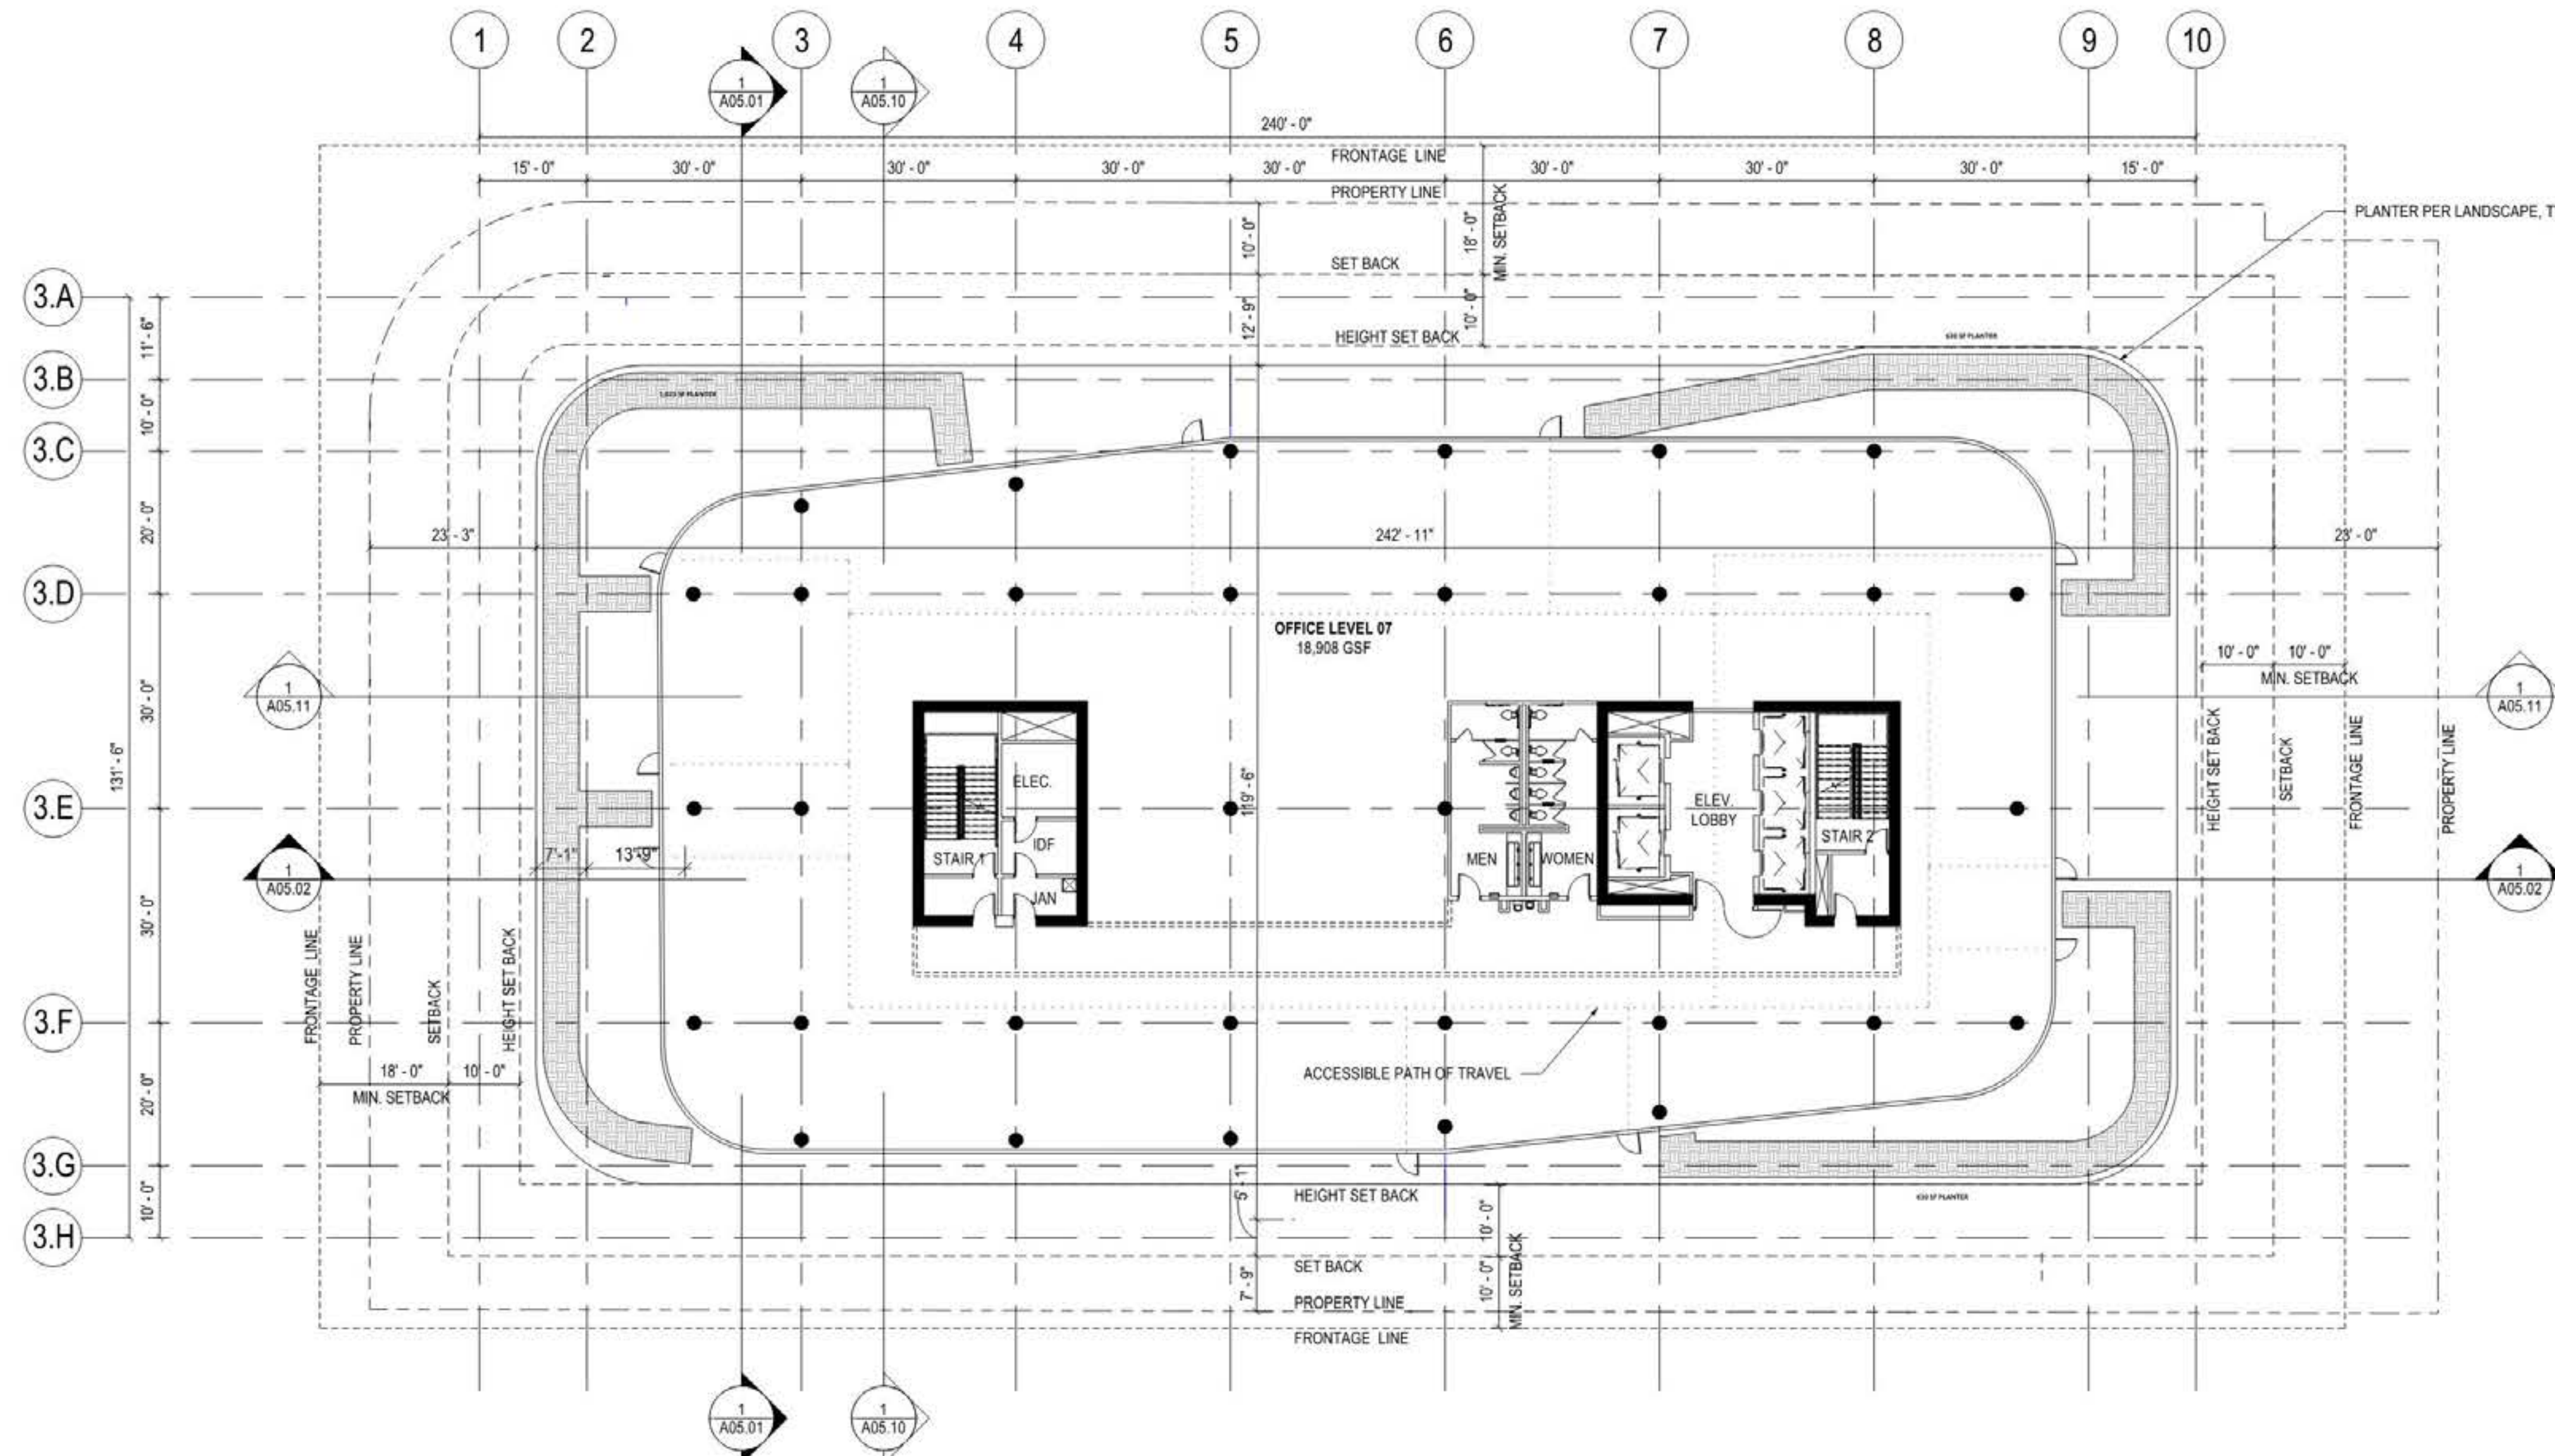 1
2
3
4
5
6
7
8
9
10
1
A05.01
1
A05.10
240' - 0"
FRONTAGE LINE
15' - 0"
30' - 0"
30' - 0"
30' - 0"
30' - 0"
30' - 0"
30' - 0"
30' - 0"
15' - 0"
PROPERTY LINE
PLANTER PER LANDSCAPE, T
10' - 0"
18' - 0"
MIN. SETBACK
SET BACK
12' - 9"
10' - 0"
HEIGHT SET BACK
630 SF PLANTER
3.A
3.B
3.C
3.D
3.E
3.F
3.G
3.H
11' - 6"
10' - 0"
20' - 0"
30' - 0"
30' - 0"
20' - 0"
10' - 0"
131' - 6"
23' - 3"
242' - 11"
23' - 0"
OFFICE LEVEL 07
18,908 GSF
10' - 0"
10' - 0"
MIN. SETBACK
1
A05.11
1
A05.11
1
A05.02
1
A05.02
119' - 6"
ELEC.
IDF
STAIR 1
JAN
MEN
WOMEN
ELEV.
LOBBY
STAIR 2
7'-1"
13'-9"
HEIGHT SET BACK
SETBACK
FRONTAGE LINE
PROPERTY LINE
FRONTAGE LINE
PROPERTY LINE
SETBACK
HEIGHT SET BACK
18' - 0"
10' - 0"
MIN. SETBACK
ACCESSIBLE PATH OF TRAVEL
HEIGHT SET BACK
10' - 0"
SET BACK
7' - 9"
10' - 0"
MIN. SETBACK
PROPERTY LINE
FRONTAGE LINE
1
A05.01
1
A05.10